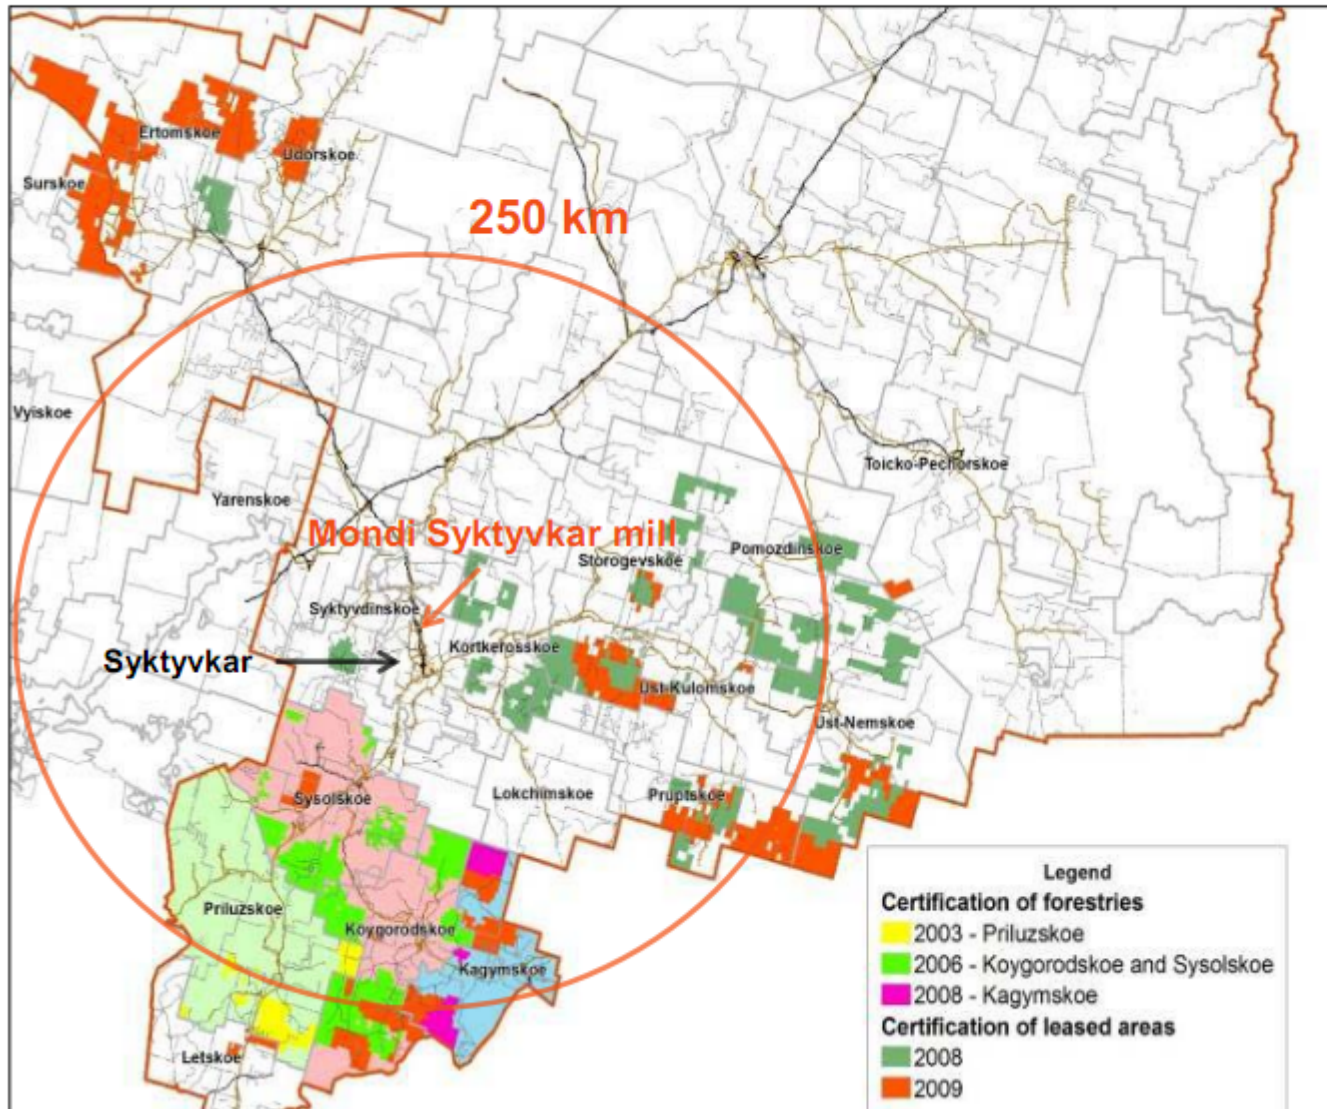 Ertomskoe
Udorskoe
Surskoe
250 km
Vyiskoe
Toicko-Pechorskoe
Yarenskoe
Mondi Syktyvkar mill
Storogevskoe
Pomozdinskoe
Syktyvdinskoe
Kortkerosskoe
Syktyvkar
Ust-Kulomskoe
Ust-Nemskoe
Sysolskoe
Lokchimskoe
Pruptskoe
Priluzskoe
Koygorodskoe
Kagymskoe
Letskoe
Legend
Certification of forestries
2003 - Priluzskoe
2006 - Koygorodskoe and Sysolskoe
2008 - Kagymskoe
Certification of leased areas
2008
2009